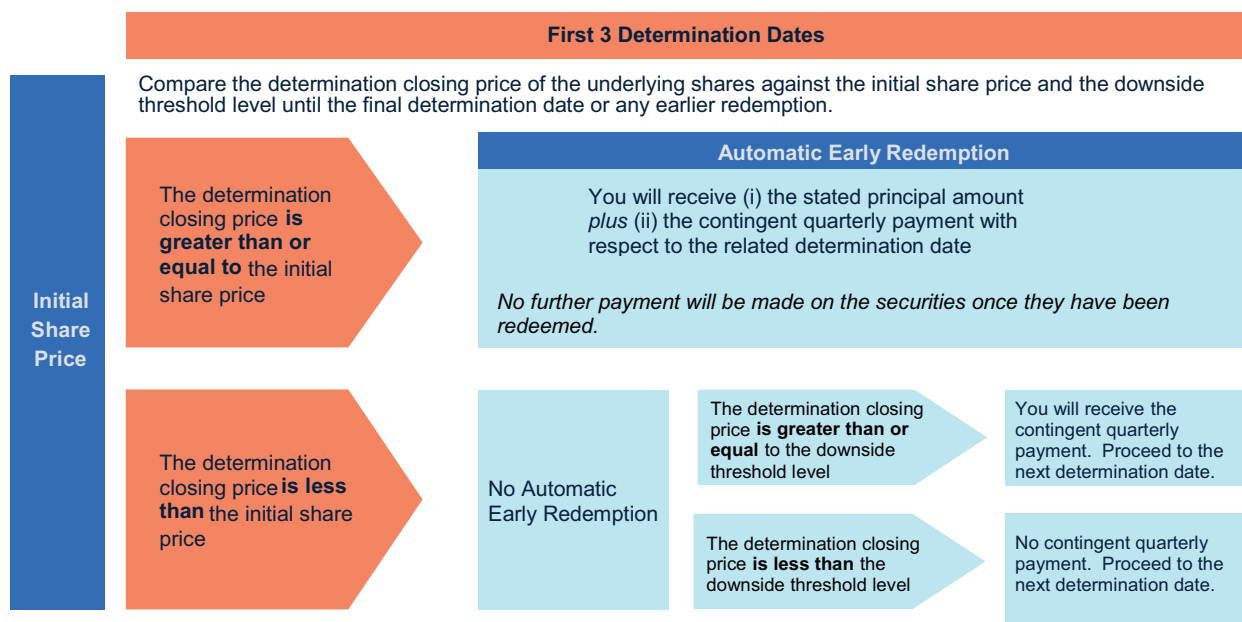 First 3 Determination Dates
Compare the determination closing price of the underlying shares against the initial share price and the downside
threshold level until the final determination date or any earlier redemption.
Initial
Share
Price
The determination
closing price is
greater than or
equal to the initial
share price
Automatic Early Redemption
You will receive (i) the stated principal amount
plus (ii) the contingent quarterly payment with
respect to the related determination date
No further payment will be made on the securities once they have been
redeemed.
The determination
closing price is less
than the initial share
price
No Automatic
Early Redemption
The determination closing
price is greater than or
equal to the downside
threshold level
You will receive the
contingent quarterly
payment. Proceed to the
next determination date.
The determination closing
price is less than the
downside threshold level
No contingent quarterly
payment. Proceed to the
next determination date.